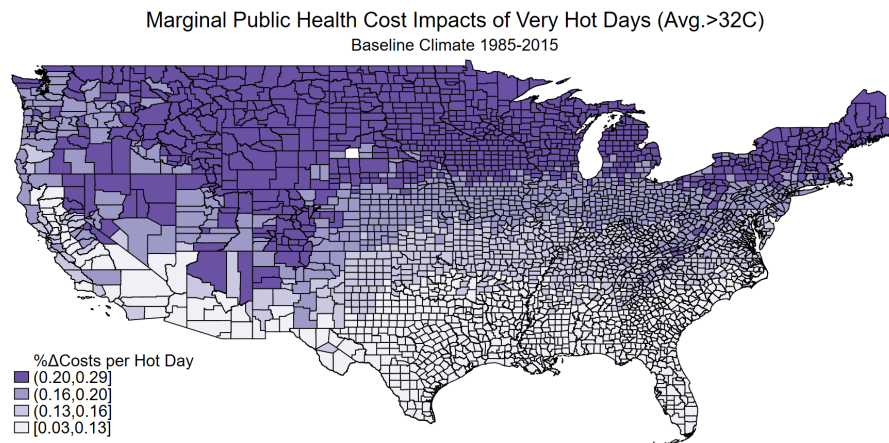 Marginal Public Health Cost Impacts of Very Hot Days (Avg.>32C)
Baseline Climate 1985-2015
%ΔCosts per Hot Day
(0.20,0.29]
(0.16,0.20]
(0.13,0.16]
[0.03,0.13]